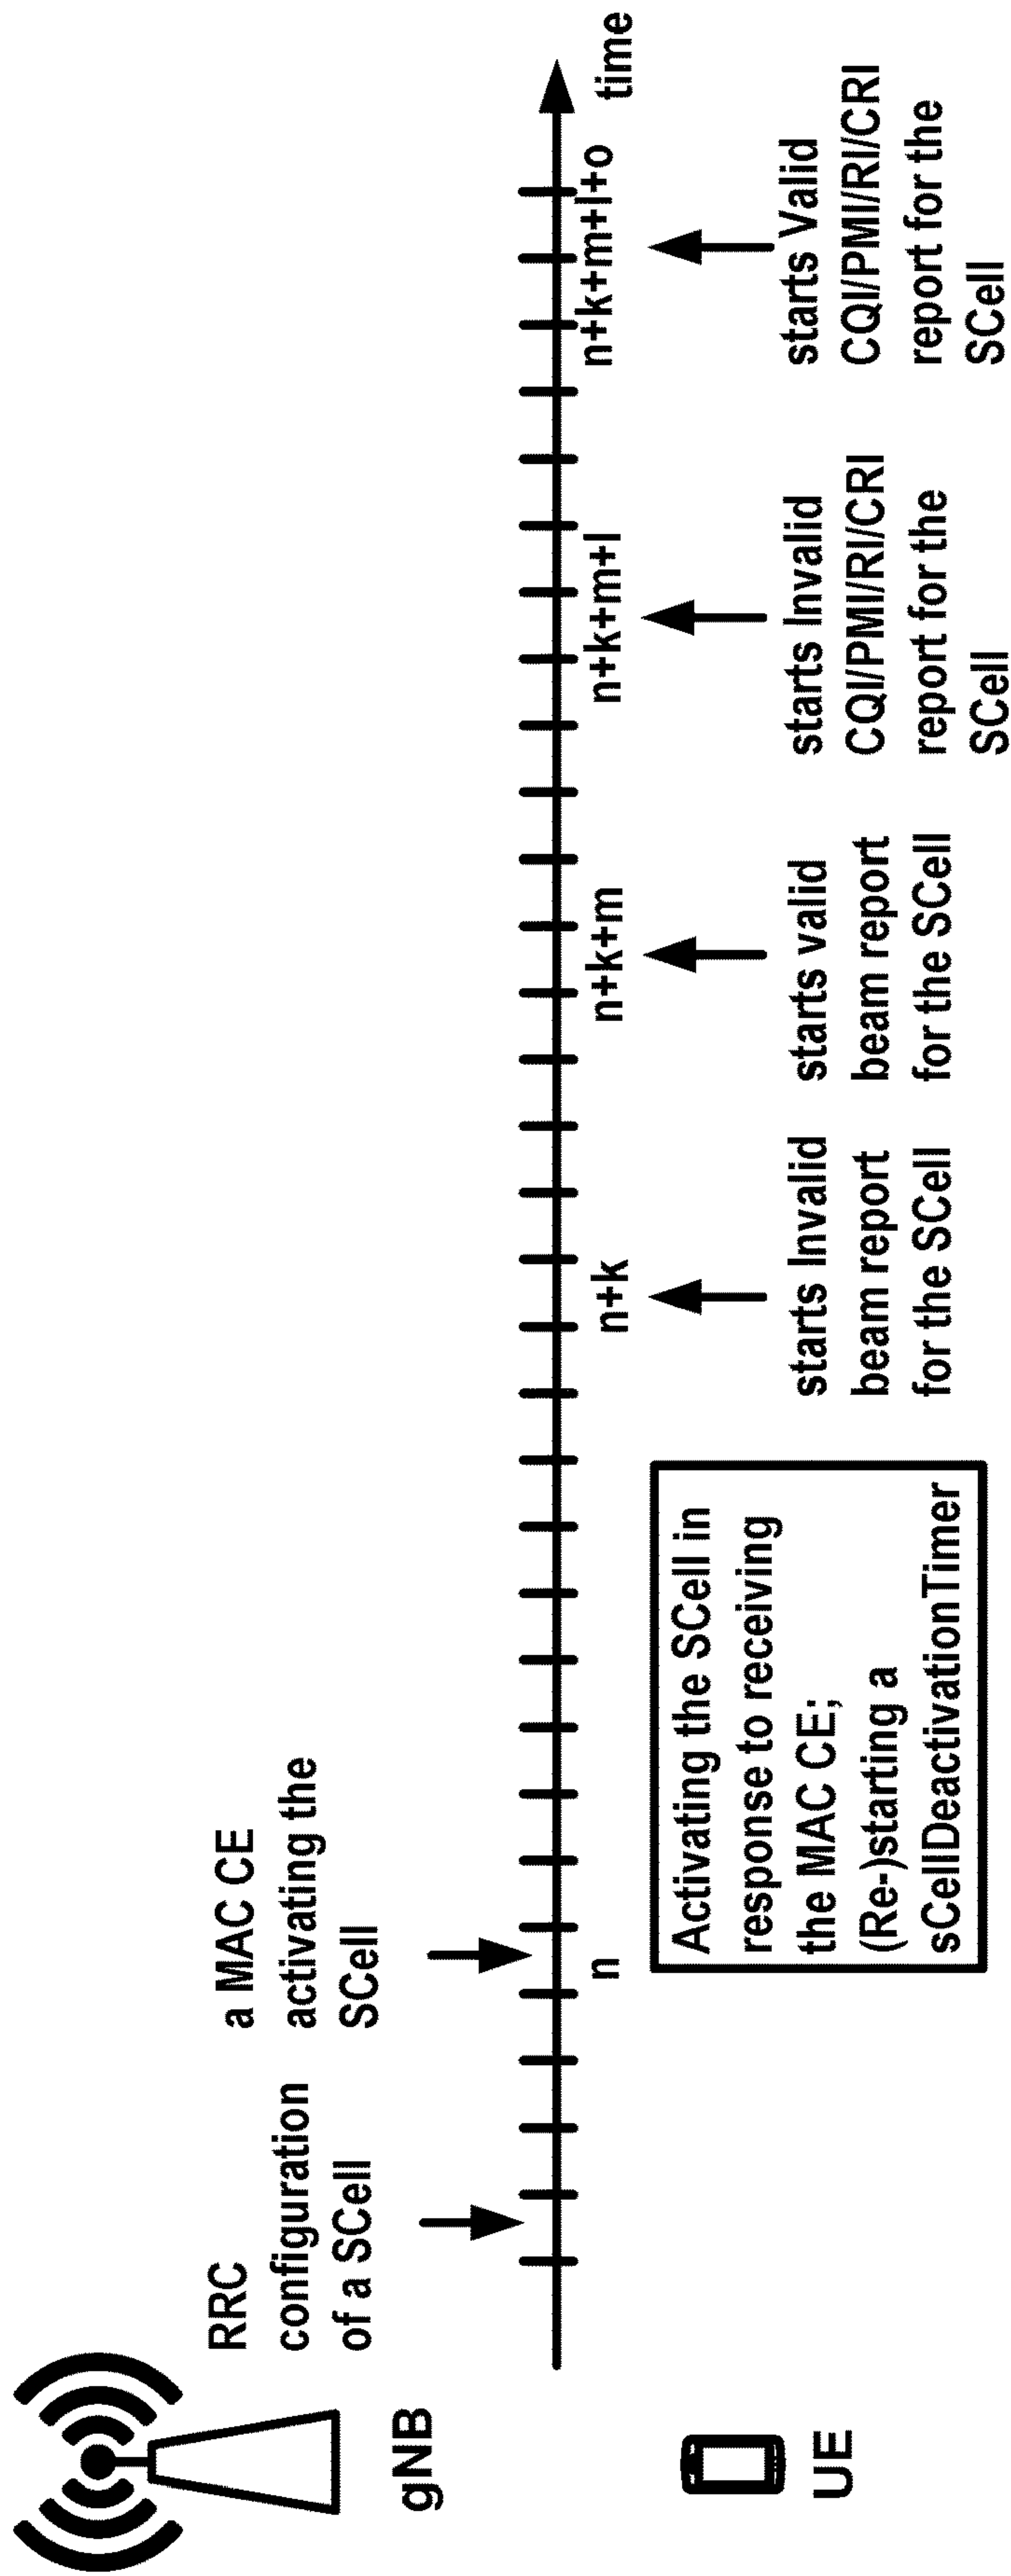 gNB
RRC
configuration
of a SCell
a MAC CE
activating the
SCell
n
n+k
n+k+m
n+k+m+l
n+k+m+l+o
time
UE
Activating the SCell in
response to receiving
the MAC CE;
(Re-)starting a
sCellDeactivationTimer
starts Invalid
beam report
for the SCell
starts valid
beam report
for the SCell
starts Invalid
CQI/PMI/RI/CRI
report for the
SCell
starts Valid
CQI/PMI/RI/CRI
report for the
SCell